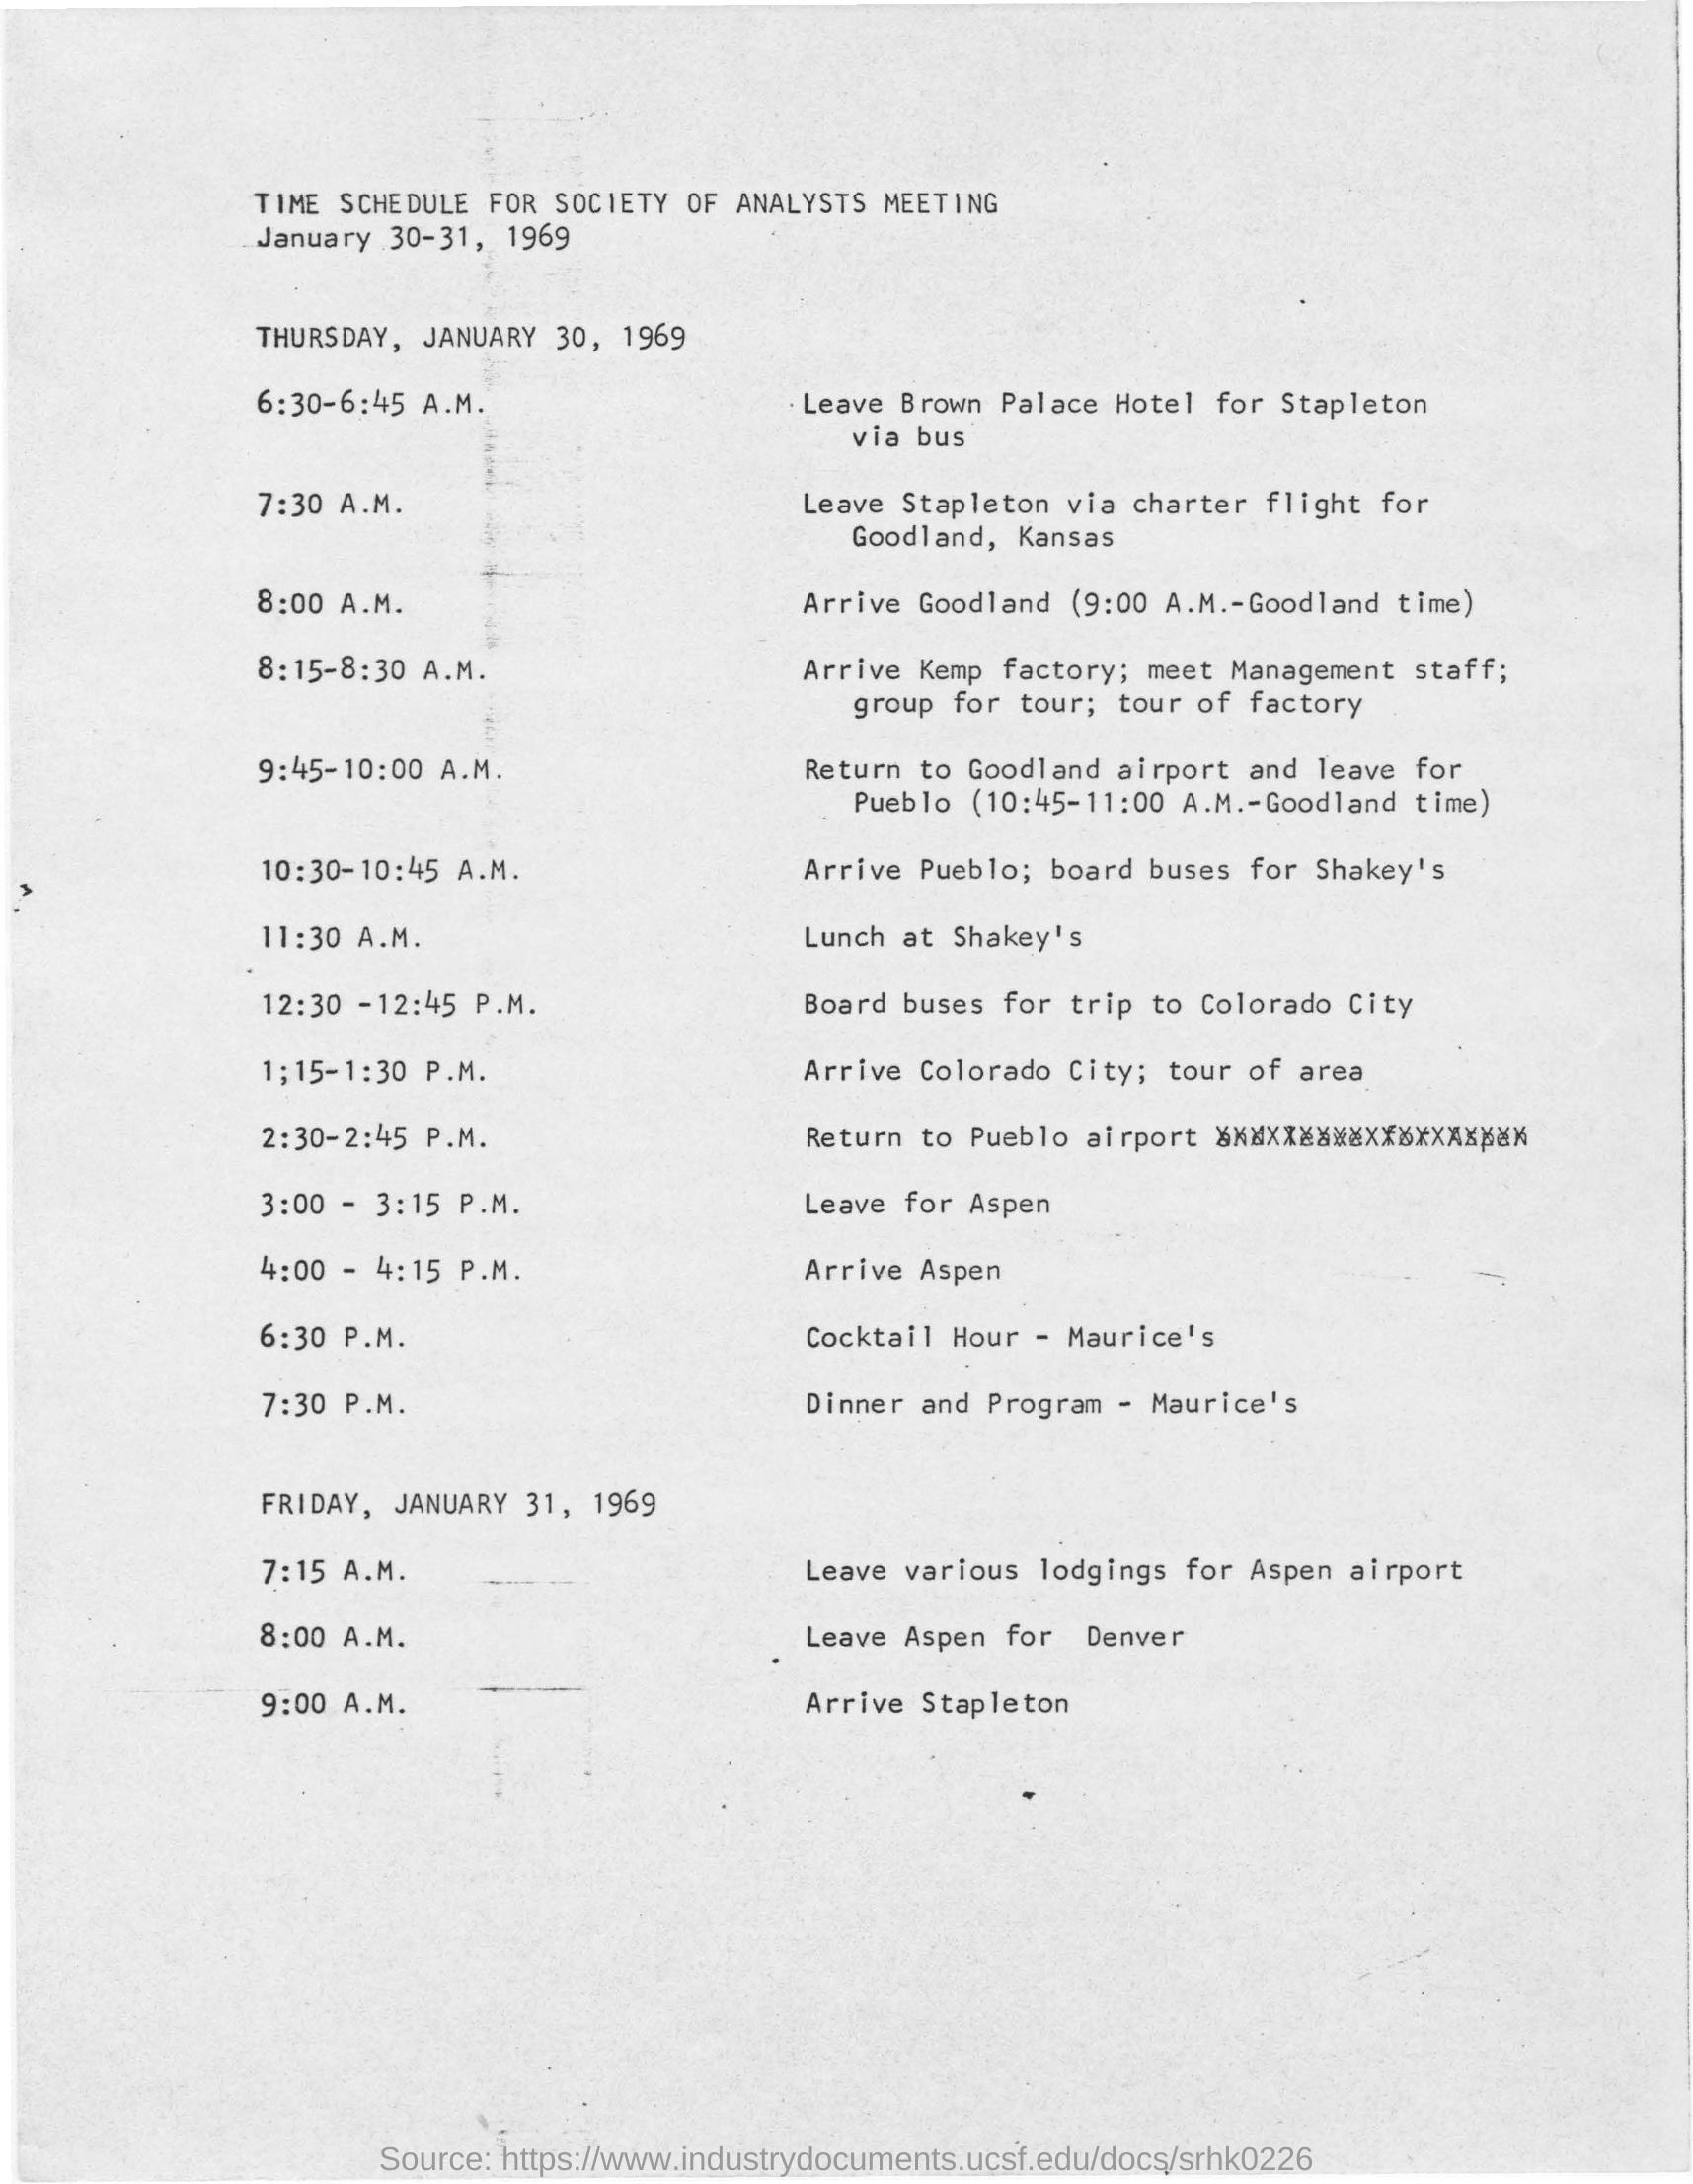 TIME SCHEDULE FOR SOCIETY OF ANALYSTS MEETING
January 30-31, 1969
THURSDAY, JANUARY 30, 1969
6:30-6:45 A.M. Leave Brown Palace Hotel for Stapleton
via bus
7:30 A.M. Leave Stapleton via charter flight for
Goodland, Kansas
8:00 A.M. Arrive Goodland (9:00 A.M.-Goodland time)
8:15-8:30 A.M. Arrive Kemp factory; meet Management staff;
group for tour; tour of factory
9:45-10:00 A.M. Return to Goodland airport and leave for
Pueblo (10:45-11:00 A.M.-Goodland time)
10:30-10:45 A.M. Arrive Pueblo; board buses for Shakey's
11:30 A.M. Lunch at Shakey's
12:30 -12:45 P.M. Board buses for trip to Colorado City
1;15-1:30 P.M. Arrive Colorado City; tour of area
2:30-2:45 P.M. Return to Pueblo airport
3:00 - 3:15 P.M. Leave for Aspen
4:00 - 4:15 P.M. Arrive Aspen
6:30 P.M. Cocktail Hour - Maurice's
7:30 P.M. Dinner and Program - Maurice's
FRIDAY, JANUARY 31, 1969
7:15 A.M. Leave various lodgings for Aspen airport
8:00 A.M. Leave Aspen for Denver
9:00 A.M. Arrive Stapleton
Source: https://www.industrydocuments.ucsf.edu/docs/srhk0226